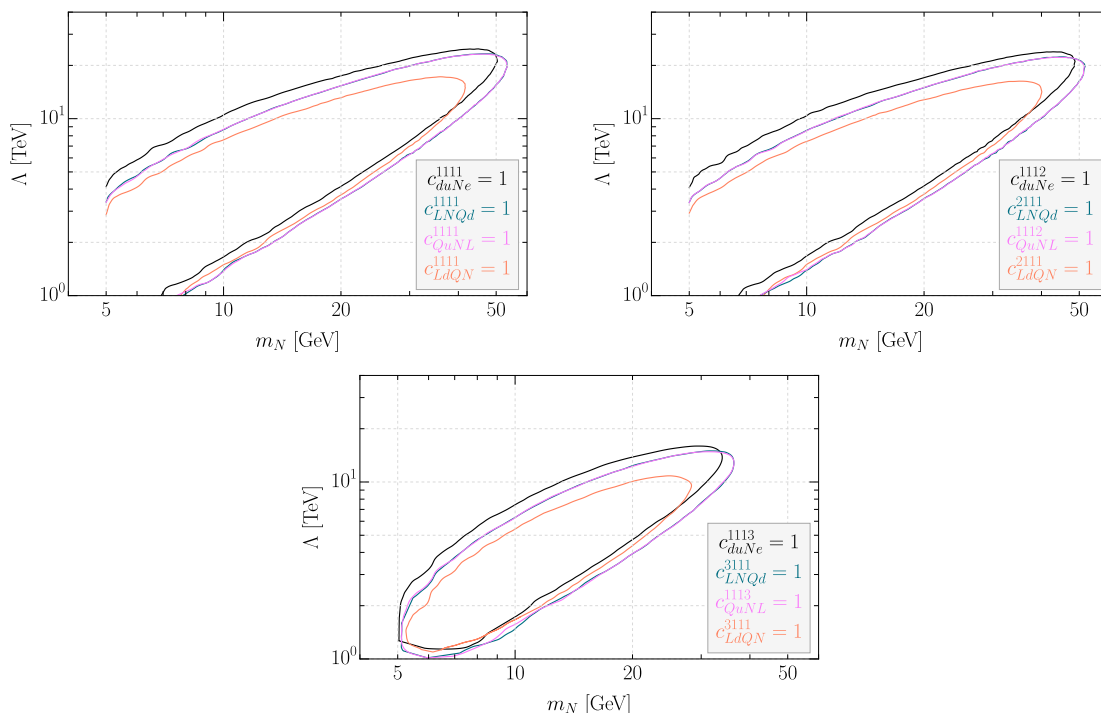 Λ [TeV]
10^1
10^0
c_{duNe}^{1111} = 1
c_{LNQd}^{1111} = 1
c_{QuNL}^{1111} = 1
c_{LdQN}^{1111} = 1
5 10 20 50
m_N [GeV]
Λ [TeV]
10^1
10^0
c_{duNe}^{1112} = 1
c_{LNQd}^{2111} = 1
c_{QuNL}^{1112} = 1
c_{LdQN}^{2111} = 1
5 10 20 50
m_N [GeV]
Λ [TeV]
10^1
10^0
c_{duNe}^{1113} = 1
c_{LNQd}^{3111} = 1
c_{QuNL}^{1113} = 1
c_{LdQN}^{3111} = 1
5 10 20 50
m_N [GeV]